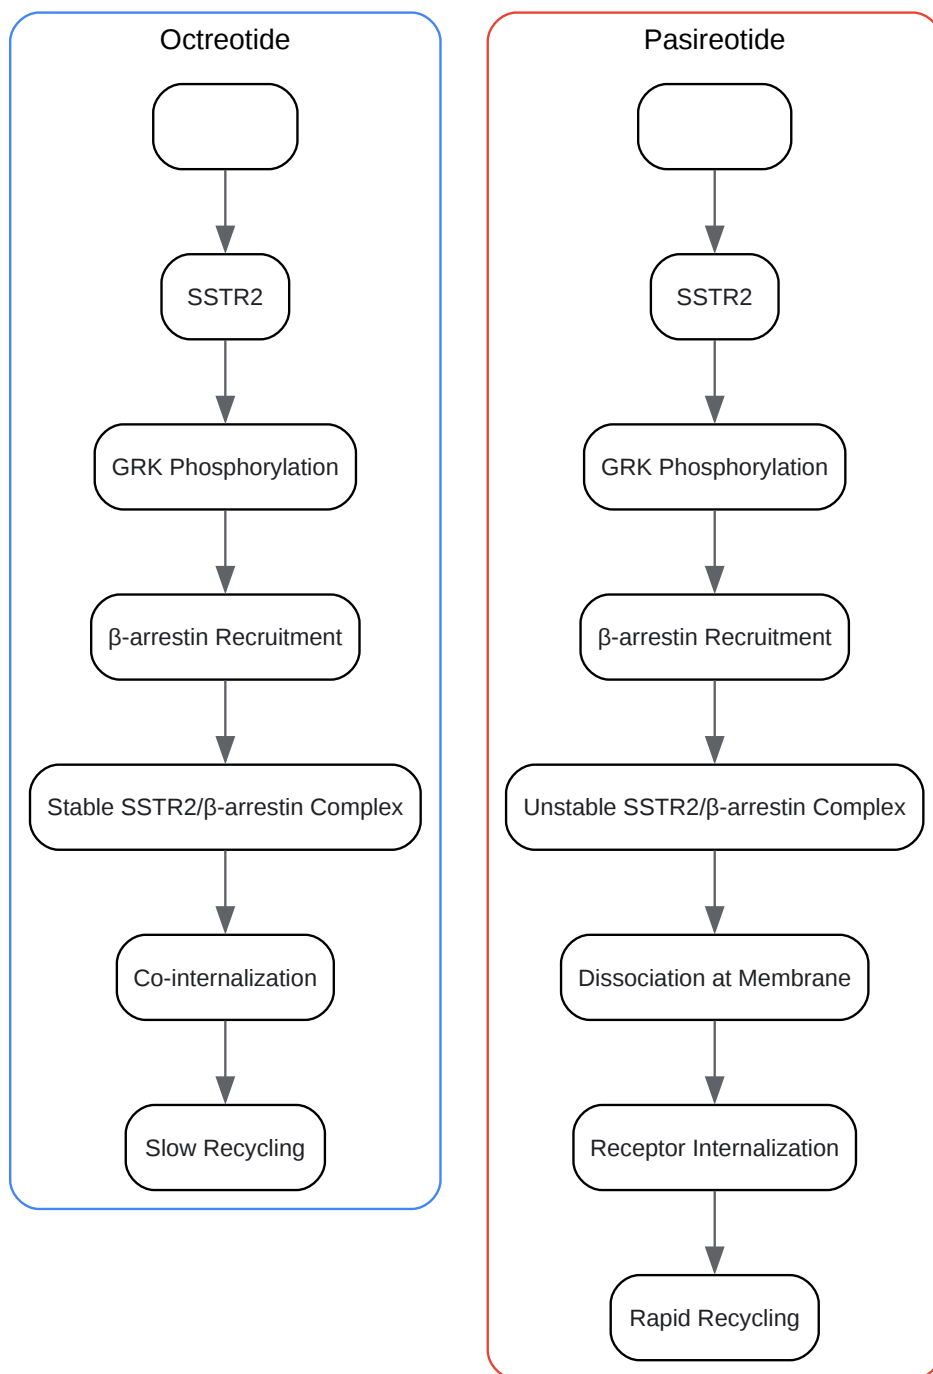 Octreotide
SSTR2
GRK Phosphorylation
β-arrestin Recruitment
Stable SSTR2/β-arrestin Complex
Co-internalization
Slow Recycling
Pasireotide
SSTR2
GRK Phosphorylation
β-arrestin Recruitment
Unstable SSTR2/β-arrestin Complex
Dissociation at Membrane
Receptor Internalization
Rapid Recycling